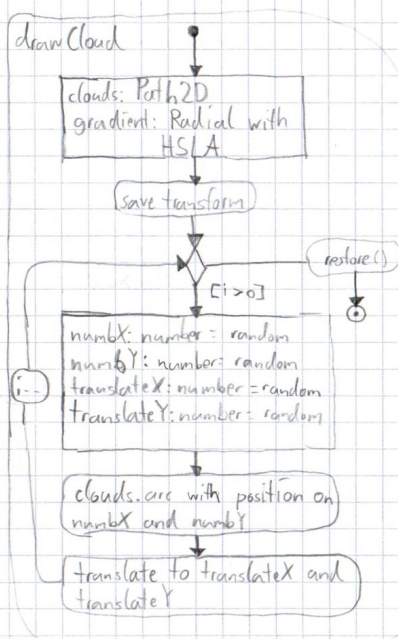 drawCloud
clouds: Path2D
gradient: Radial with
HSLA
save transform
restore()
[i>0]
numbX: number = random
numbY: number = random
translateX: number = random
translateY: number = random
i--
clouds.arc with position on
numbX and numbY
translate to translateX and
translateY